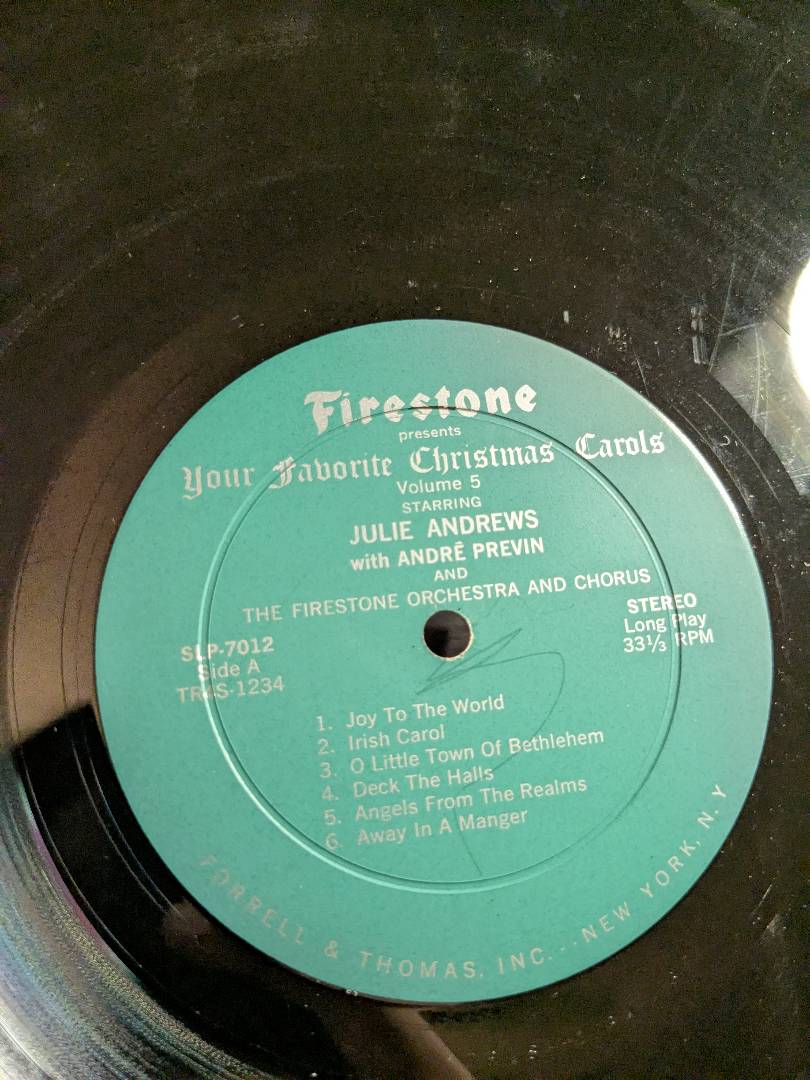 Firestone
presents
Your Favorite Christmas Carols
Volume 5
STARRING
JULIE ANDREWS
with ANDRÊ PREVIN
AND
THE FIRESTONE ORCHESTRA AND CHORUS
SLP-7012
Side A
TR4S-1234
STEREO
Long Play
33⅓ RPM
1. Joy To The World
2. Irish Carol
3. O Little Town Of Bethlehem
4. Deck The Halls
5. Angels From The Realms
6. Away In A Manger
FORRELL & THOMAS, INC...NEW YORK, N.Y